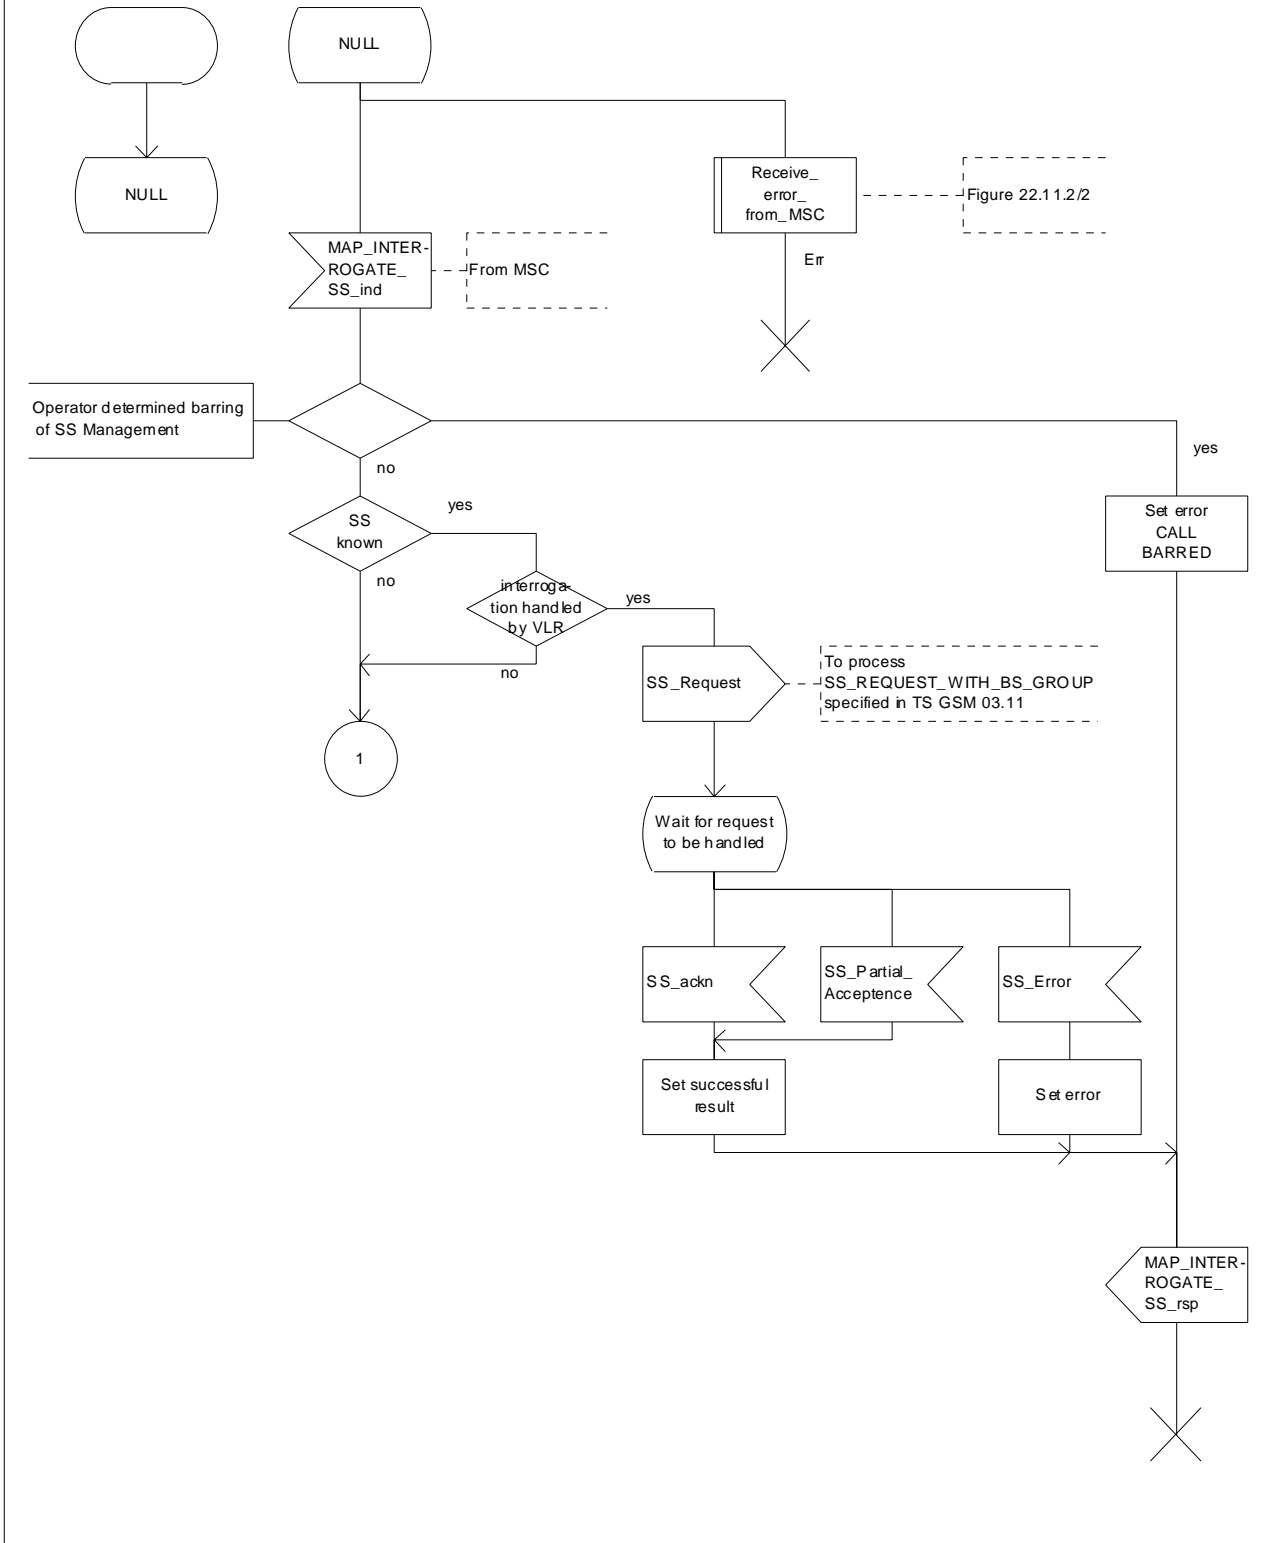 NULL
NULL
Receive_
error_
from_MSC
Figure 22.11.2/2
MAP_INTER-
ROGATE_
SS_ind
From MSC
Err
Operator determined barring
of SS Management
no
yes
SS
known
yes
Set error
CALL
BARRED
no
interroga-
tion handled
by VLR
yes
no
SS_Request
To process
SS_REQUEST_WITH_BS_GROUP
specified in TS GSM 03.11
1
Wait for request
to be handled
SS_ackn
SS_Partial_
Acceptence
SS_Error
Set successful
result
Set error
MAP_INTER-
ROGATE_
SS_rsp